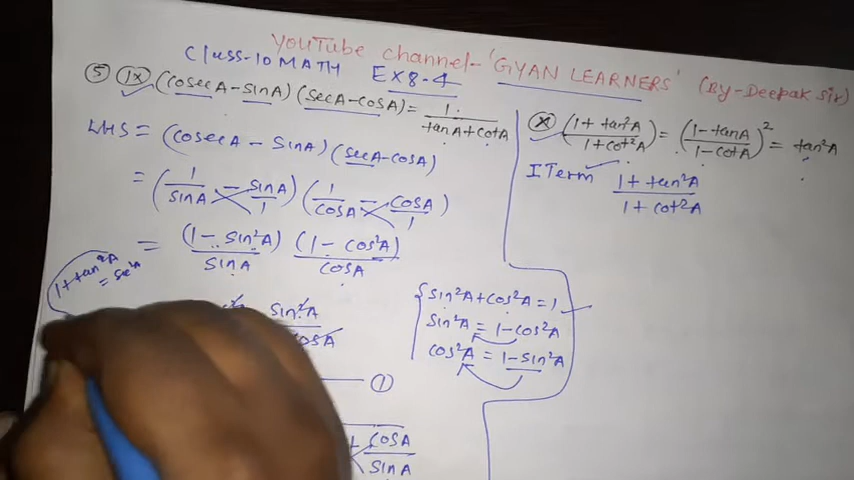 YouTube channel - 'GIYAN LEARNERS' (By-Deepak sir)
Class-10 MATH EX 8-4
⑤ (ix) (cosecA - sinA) (secA - cosA) = 1/(tanA + cotA)
LHS = (cosecA - sinA) (secA - cosA)
= (1/sinA - sinA/1) (1/cosA - cosA/1)
= (1 - sin²A)/sinA (1 - cos²A)/cosA
1 + tan²A = sec²A
sin²A
cosA
①
cosA/sinA
{ sin²A + cos²A = 1
sin²A = 1 - cos²A
cos²A = 1 - sin²A
(x) (1 + tan²A / 1 + cot²A) = (1 - tanA / 1 - cotA)² = tan²A
I Term (1 + tan²A)/(1 + cot²A)